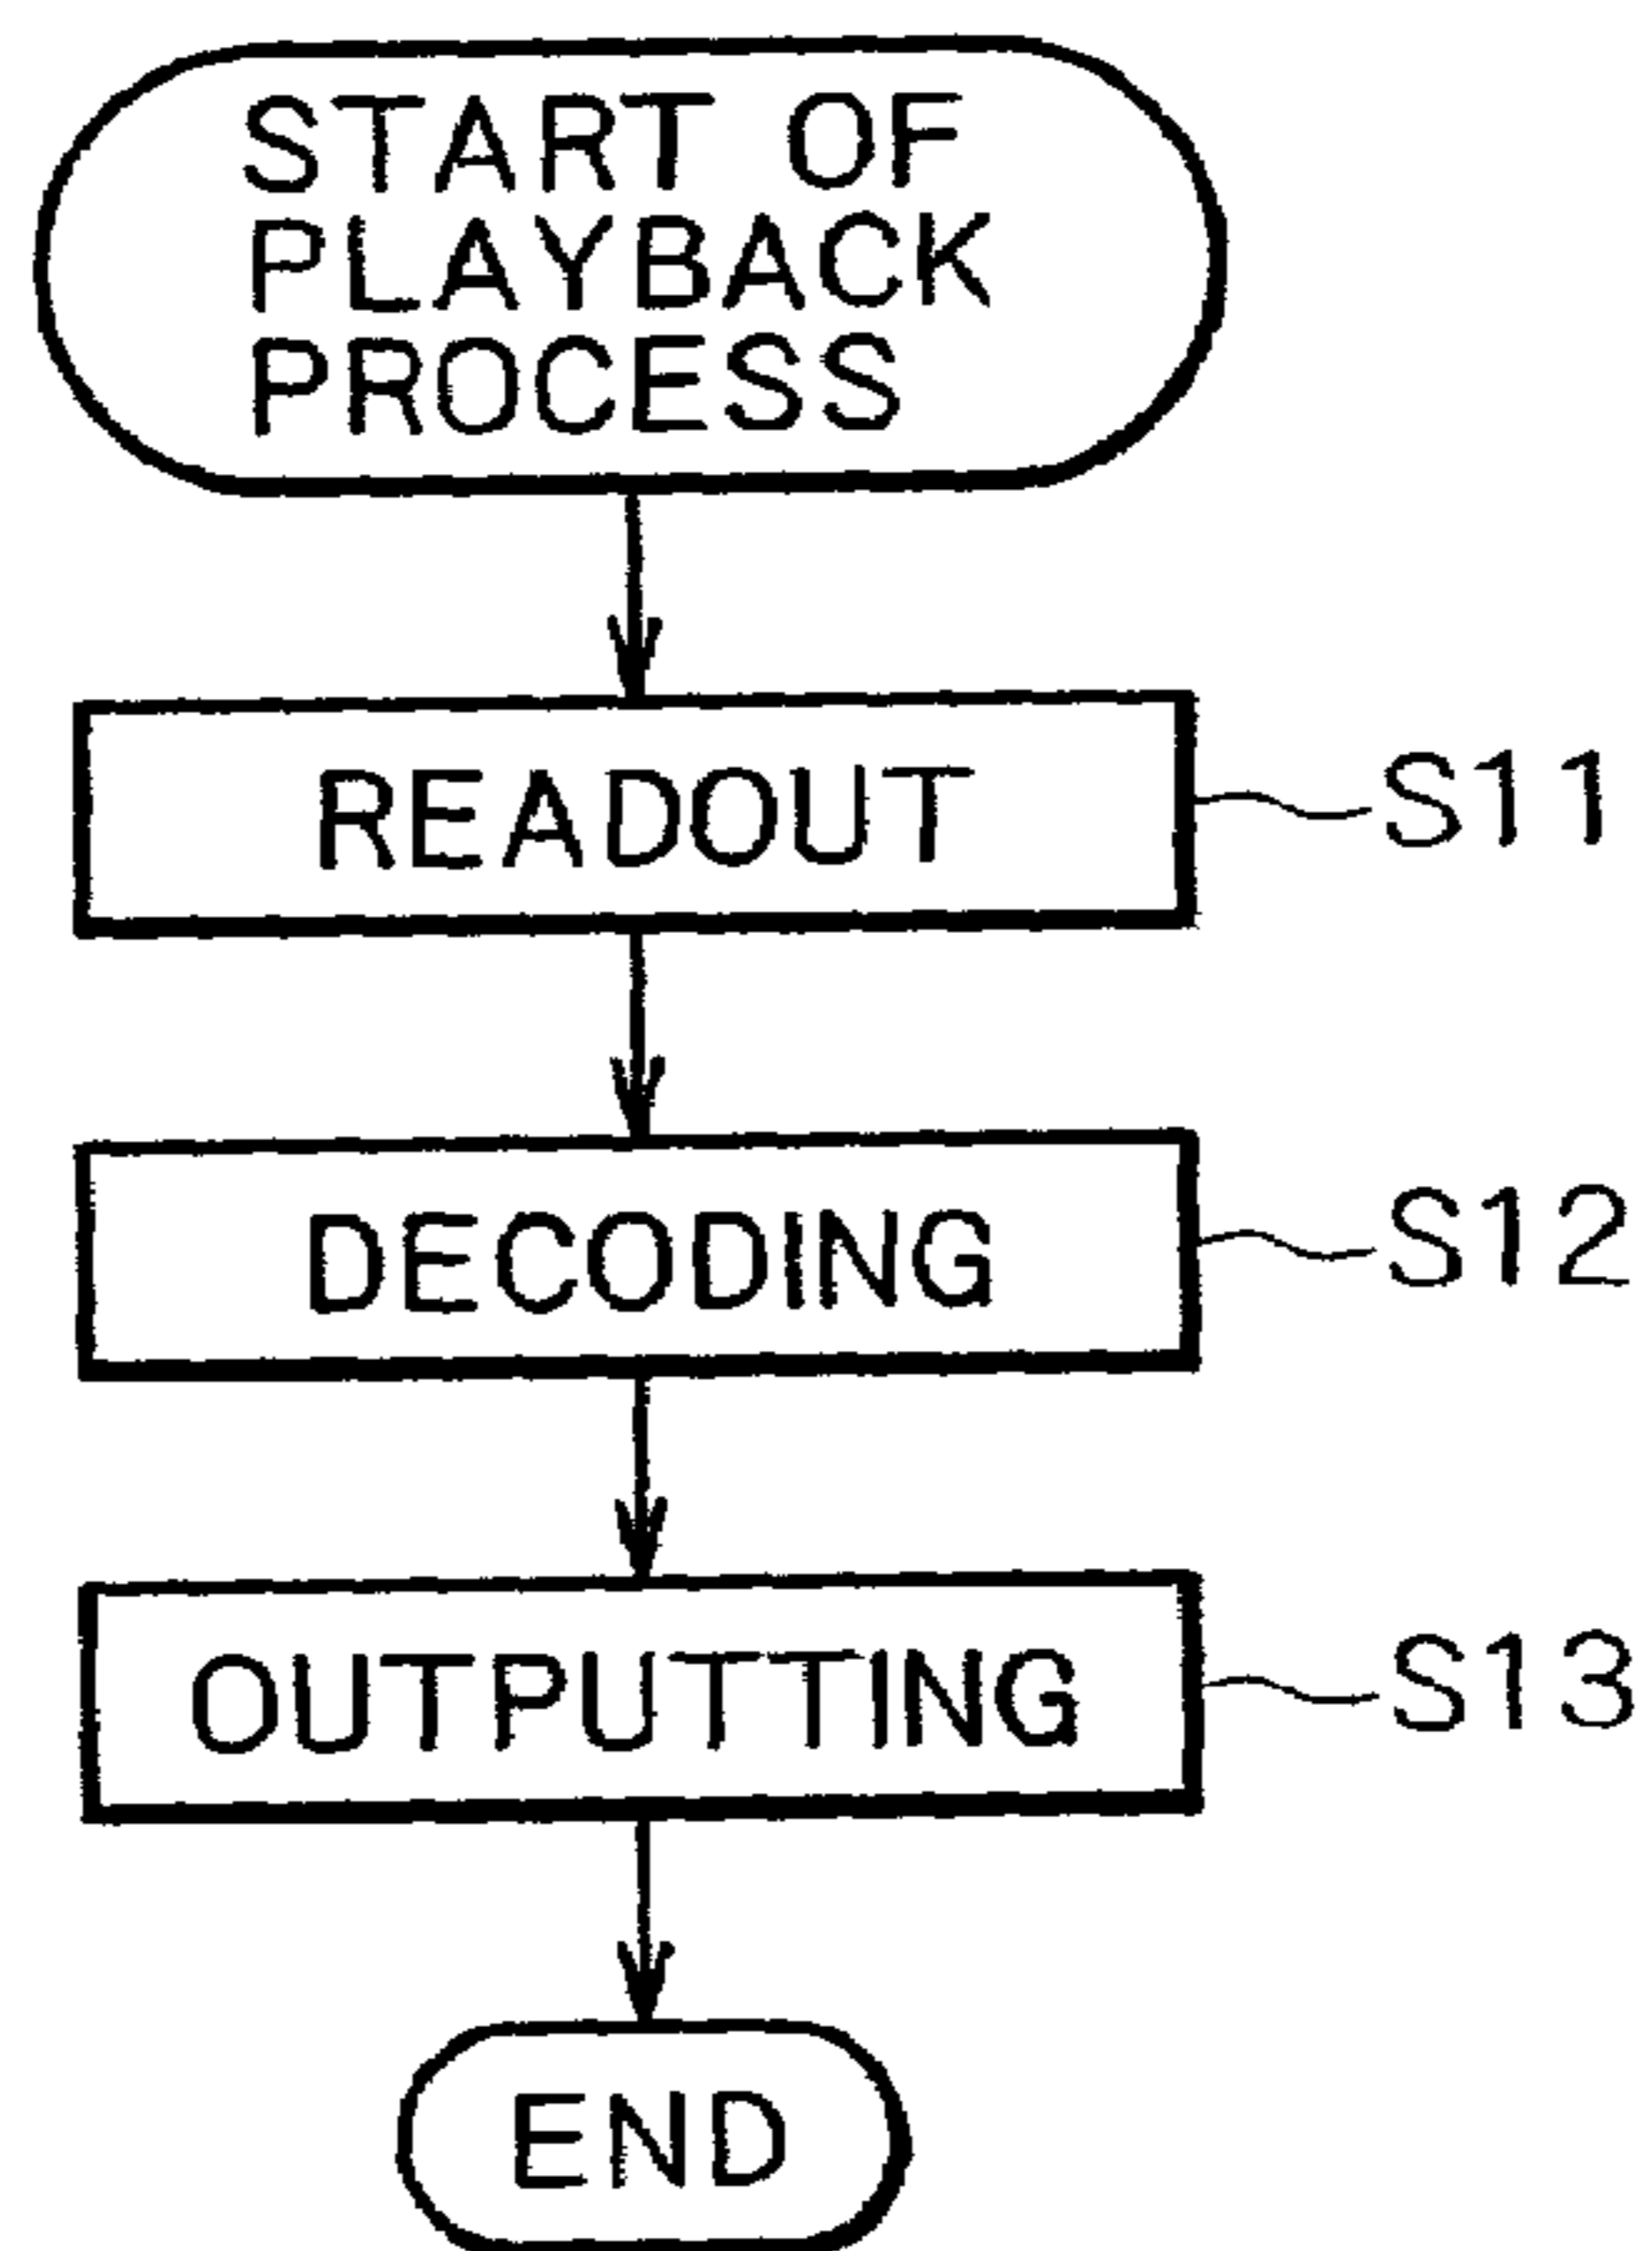 START OF
PLAYBACK
PROCESS
READOUT
S11
DECODING
S12
OUTPUTTING
S13
END